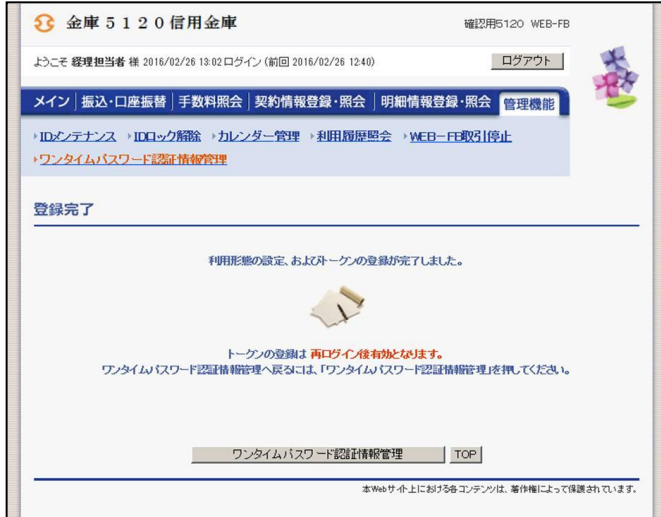 金庫５１２０信用金庫
確認用5120 WEB-FB
ようこそ 経理担当者 様 2016/02/26 13:02 ログイン (前回 2016/02/26 12:40)
ログアウト
メイン 振込・口座振替 手数料照会 契約情報登録・照会 明細情報登録・照会 管理機能
IDメンテナンス IDロック解除 カレンダー管理 利用履歴照会 WEB－FB取引停止
ワンタイムパスワード認証情報管理
登録完了
利用形態の設定、およびトークンの登録が完了しました。
トークンの登録は 再ログイン後有効となります。
ワンタイムパスワード認証情報管理へ戻るには、「ワンタイムパスワード認証情報管理」を押してください。
ワンタイムパスワード認証情報管理 TOP
本Webサイト上における各コンテンツは、著作権によって保護されています。